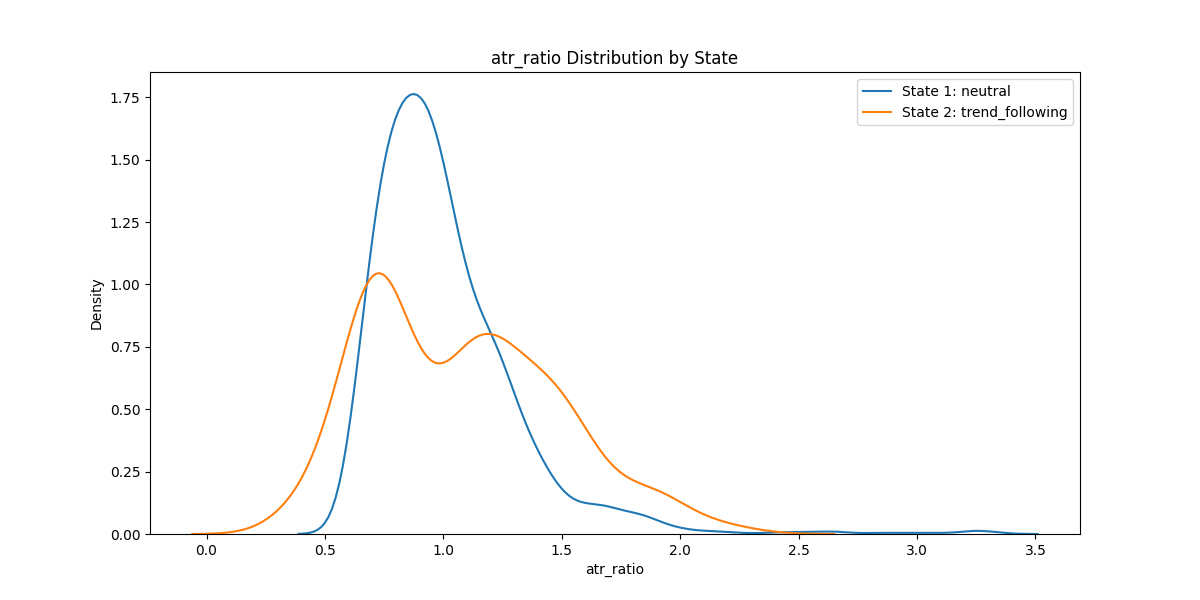 atr_ratio Distribution by State
State 1: neutral
State 2: trend_following
1.75
1.50
1.25
1.00
0.75
0.50
0.25
0.00
Density
0.0 0.5 1.0 1.5 2.0 2.5 3.0 3.5
atr_ratio